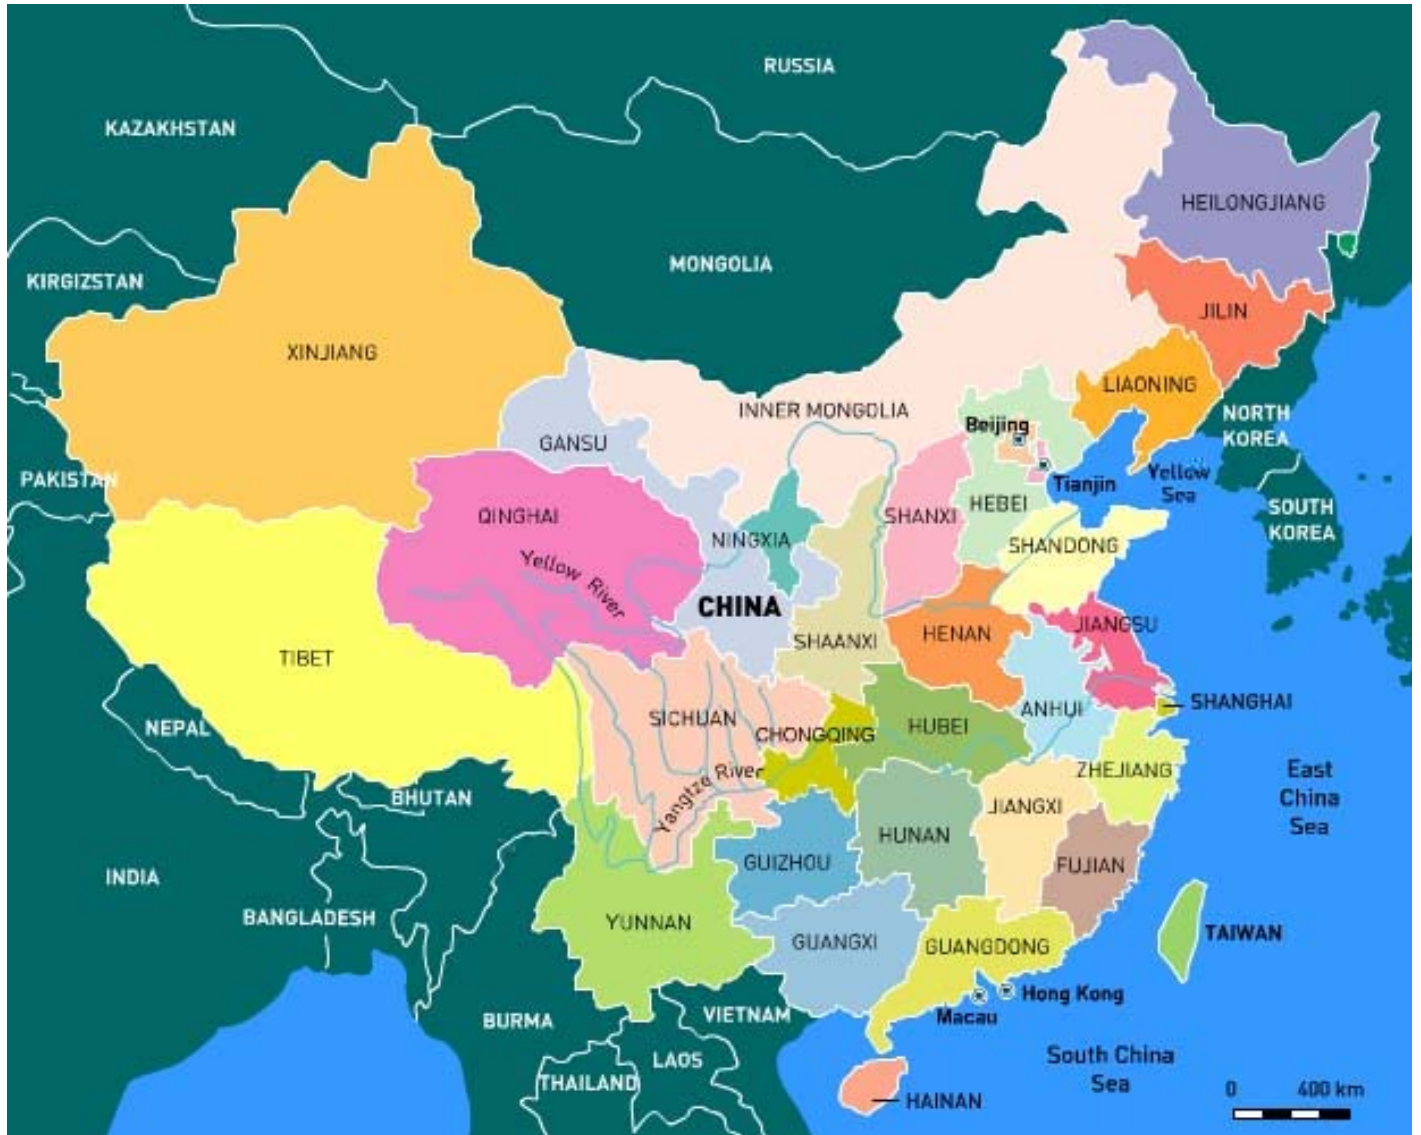 RUSSIA
KAZAKHSTAN
HEILONGJIANG
MONGOLIA
KIRGIZSTAN
JILIN
XINJIANG
LIAONING
INNER MONGOLIA
NORTH
KOREA
Beijing
GANSU
PAKISTAN
Tianjin
Yellow
Sea
HEBEI
QINGHAI
SHANXI
SOUTH
KOREA
NINGXIA
SHANDONG
Yellow River
CHINA
JIANGSU
HENAN
SHAANXI
TIBET
SHANGHAI
ANHUI
SICHUAN
HUBEI
NEPAL
CHONGQING
Yangtze River
ZHEJIANG
East
China
Sea
BHUTAN
JIANGXI
HUNAN
GUIZHOU
FUJIAN
INDIA
BANGLADESH
YUNNAN
TAIWAN
GUANGXI
GUANGDONG
Hong Kong
Macau
VIETNAM
BURMA
LAOS
South China
Sea
THAILAND
HAINAN
0 400 km